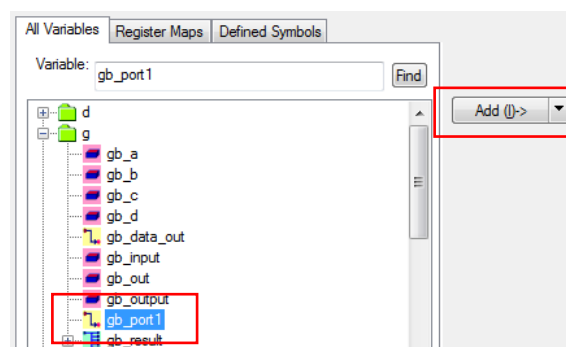 All Variables Register Maps Defined Symbols
Variable: gb_port1 Find
Add (I)->
d
g
gb_a
gb_b
gb_c
gb_d
gb_data_out
gb_input
gb_out
gb_output
gb_port1
gb_result